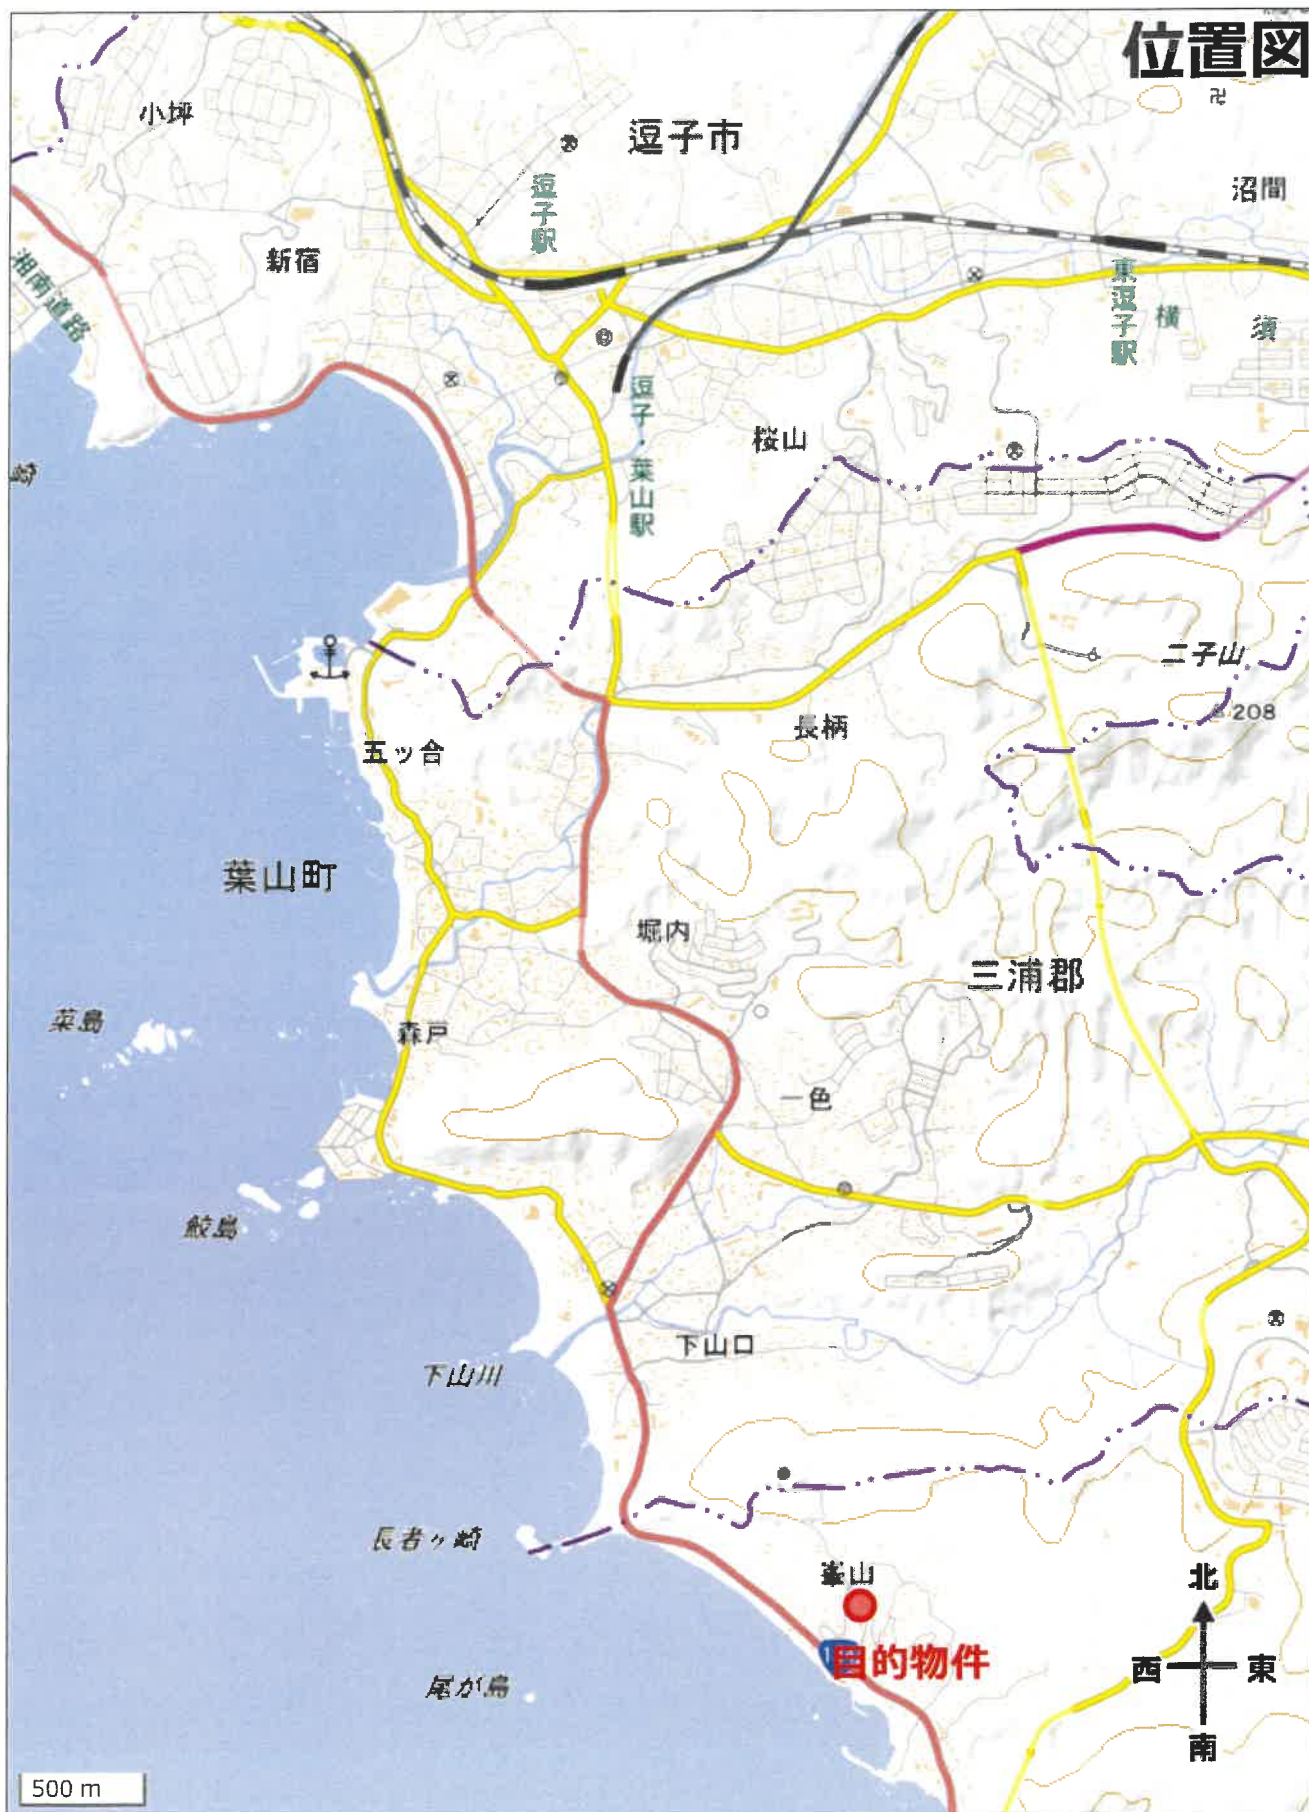 位置図
小坪
逗子市
逗子駅
沼間
新宿
湘南道路
東逗子駅
横
須
逗子・葉山駅
桜山
崎
二子山
208
長柄
五ッ合
葉山町
堀内
三浦郡
菜島
森戸
一色
鮫島
下山口
下山川
長者ヶ崎
峯山
目的物件
尾が島
北
西
東
南
500 m